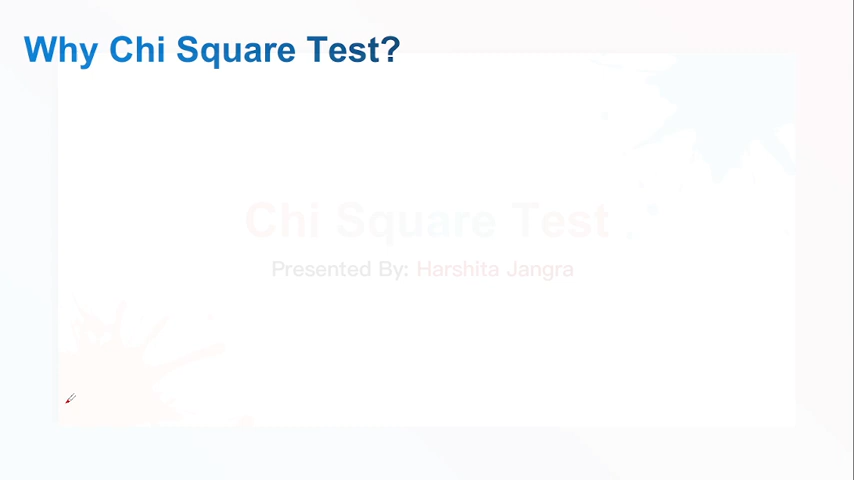 Why Chi Square Test?
Chi Square Test
Presented By: Harshita Jangra